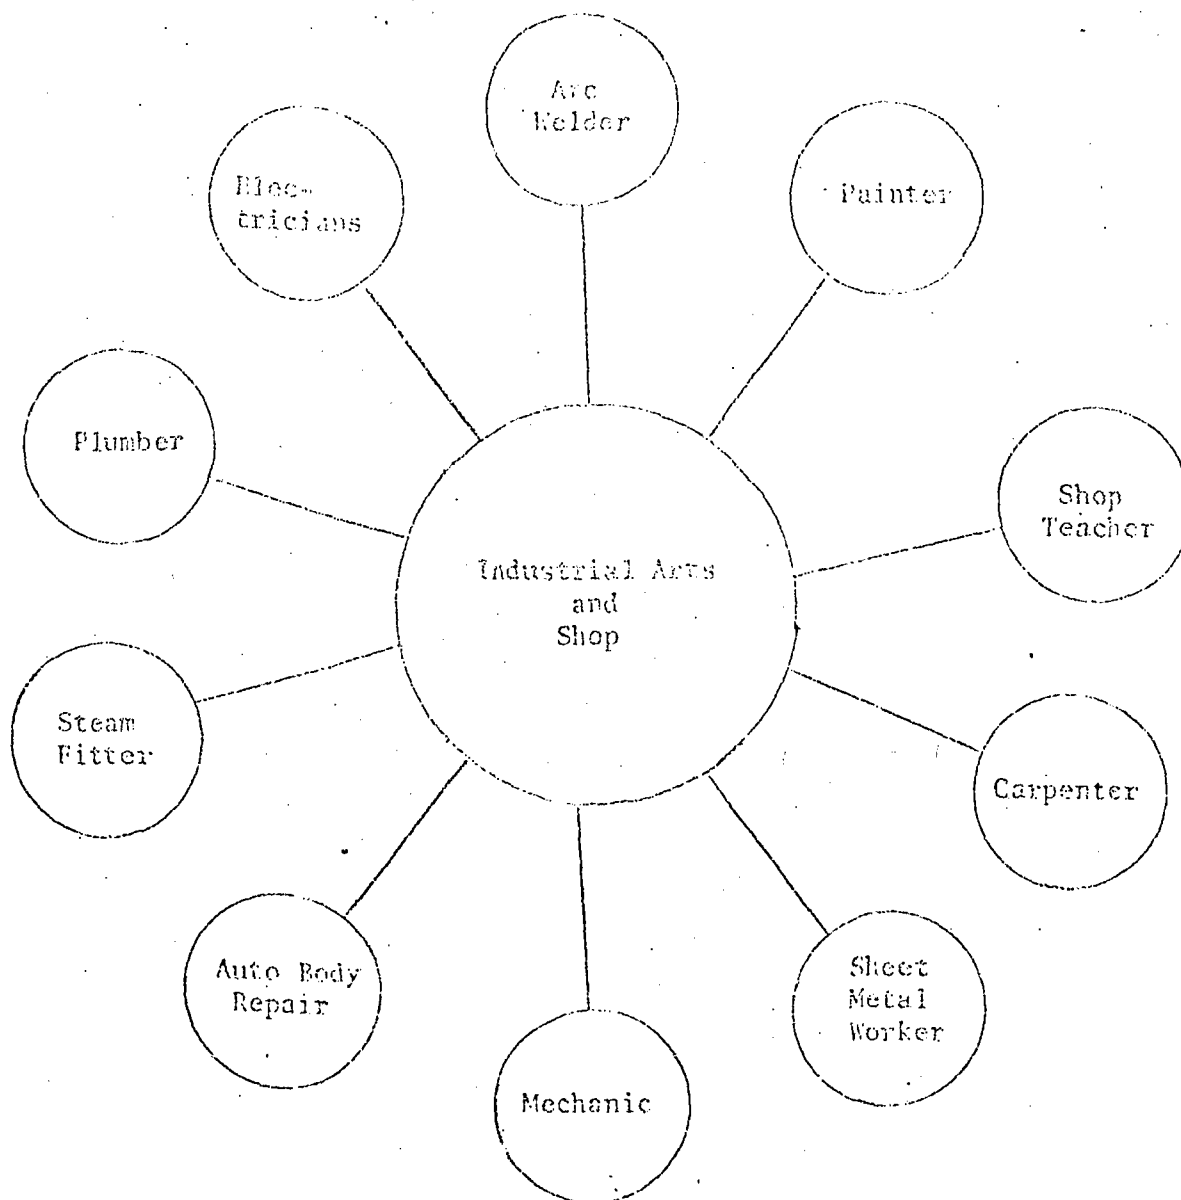 Arc
Welder
Painter
Elec-
tricians
Plumber
Shop
Teacher
Industrial Arts
and
Shop
Steam
Fitter
Carpenter
Auto Body
Repair
Sheet
Metal
Worker
Mechanic